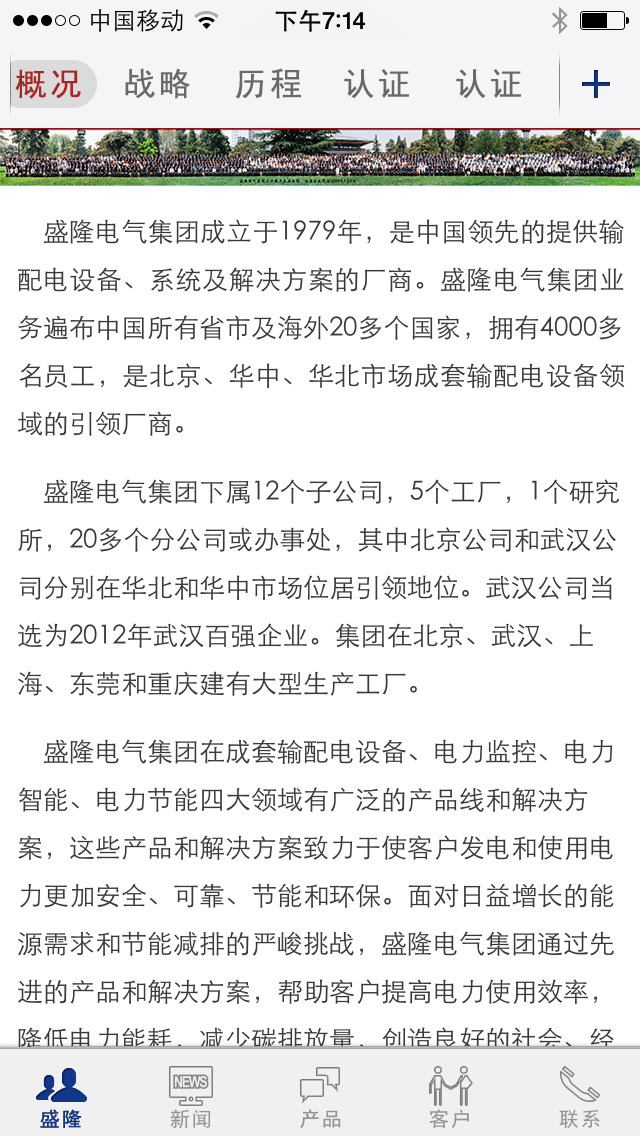 中国移动 下午7:14
概况 战略 历程 认证 认证
盛隆电气集团成立于1979年，是中国领先的提供输
配电设备、系统及解决方案的厂商。盛隆电气集团业
务遍布中国所有省市及海外20多个国家，拥有4000多
名员工，是北京、华中、华北市场成套输配电设备领
域的引领厂商。
盛隆电气集团下属12个子公司，5个工厂，1个研究
所，20多个分公司或办事处，其中北京公司和武汉公
司分别在华北和华中市场位居引领地位。武汉公司当
选为2012年武汉百强企业。集团在北京、武汉、上
海、东莞和重庆建有大型生产工厂。
盛隆电气集团在成套输配电设备、电力监控、电力
智能、电力节能四大领域有广泛的产品线和解决方
案，这些产品和解决方案致力于使客户发电和使用电
力更加安全、可靠、节能和环保。面对日益增长的能
源需求和节能减排的严峻挑战，盛隆电气集团通过先
进的产品和解决方案，帮助客户提高电力使用效率，
降低电力能耗，减少碳排放量，创造良好的社会、经
NEWS
盛隆 新闻 产品 客户 联系